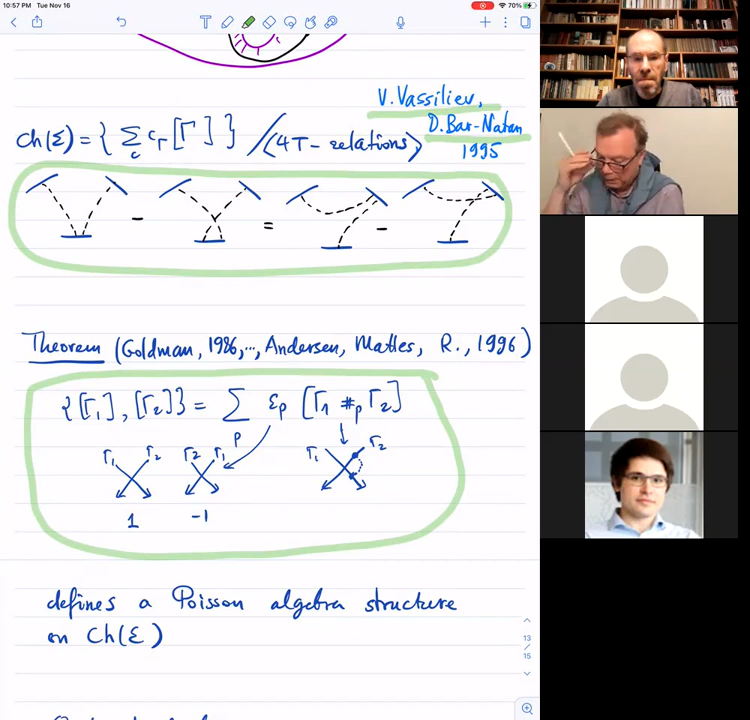 10:57 PM Tue Nov 16
70%
V. Vassiliev,
D. Bar-Natan
1995
Ch(Σ) = { Σ c_Γ [Γ] } / (4T-relations)
c
- = -
Theorem (Goldman, 1986, ..., Andersen, Mattes, R., 1996)
{[Γ₁], [Γ₂]} = Σ ε_p [Γ₁ #_p Γ₂]
p
Γ₁ Γ₂ Γ₂ Γ₁ Γ₁ Γ₂
1 -1
defines a Poisson algebra structure
on Ch(Σ)
13
/
15